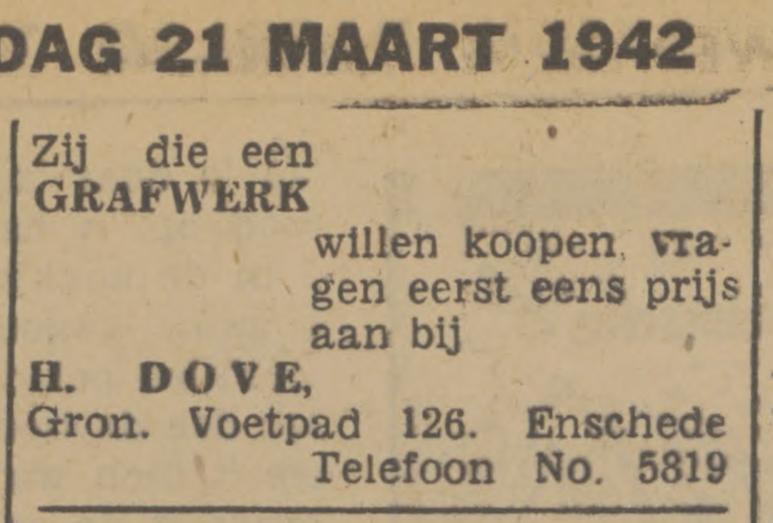 DAG 21 MAART 1942
Zij die een
GRAFWERK
willen koopen, vra-
gen eerst eens prijs
aan bij
H. DOVE,
Gron. Voetpad 126. Enschede
Telefoon No. 5819